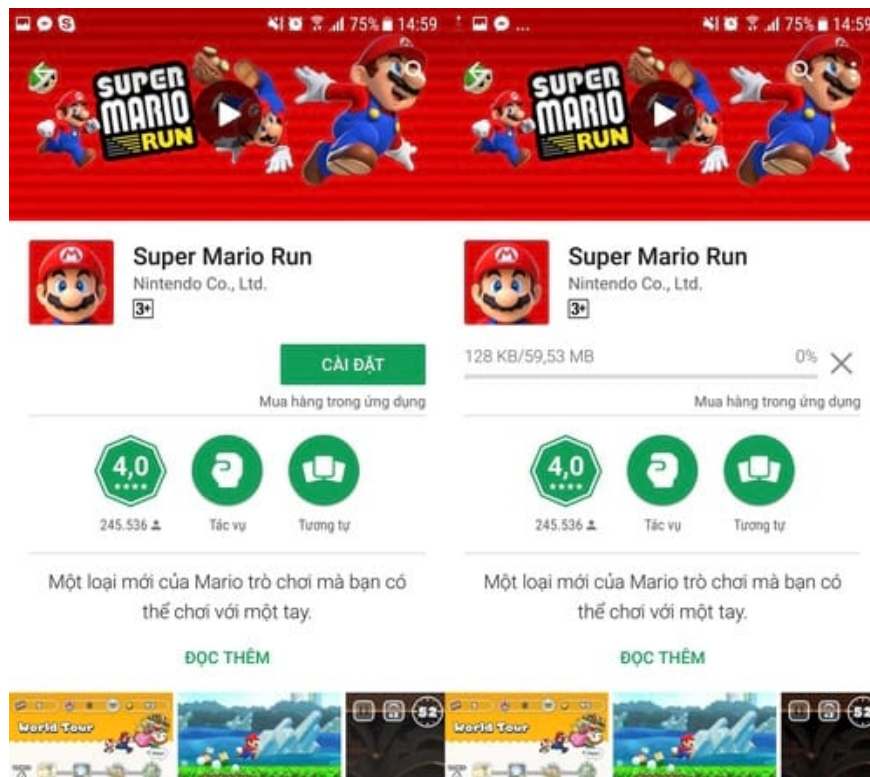 75% 14:59
SUPER
MARIO
RUN
Super Mario Run
Nintendo Co., Ltd.
3+
CÀI ĐẶT
Mua hàng trong ứng dụng
4,0
245.536
Tác vụ
Tương tự
Một loại mới của Mario trò chơi mà bạn có
thể chơi với một tay.
ĐỌC THÊM
World Tour
52
... 75% 14:59
SUPER
MARIO
RUN
Super Mario Run
Nintendo Co., Ltd.
3+
128 KB/59,53 MB 0%
Mua hàng trong ứng dụng
4,0
245.536
Tác vụ
Tương tự
Một loại mới của Mario trò chơi mà bạn có
thể chơi với một tay.
ĐỌC THÊM
World Tour
52